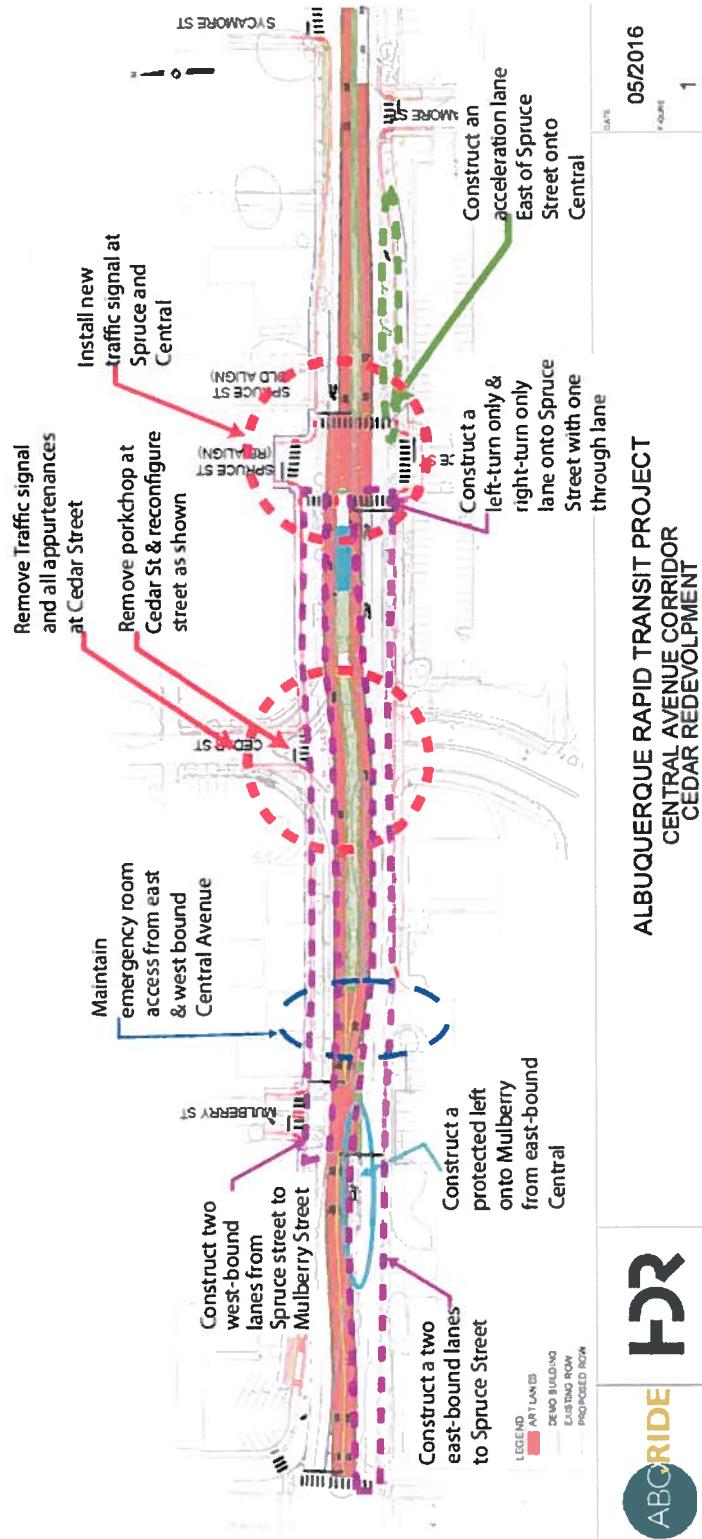 Remove Traffic signal
and all appurtenances
at Cedar Street
Remove porkchop at
Cedar St & reconfigure
street as shown
Install new
traffic signal at
Spruce and
Central
Maintain
emergency room
access from east
& west bound
Central Avenue
Construct two
west-bound
lanes from
Spruce street to
Mulberry Street
MULBERRY ST
SPRUCE ST
(REALIGN)
SPRUCE ST
SYCAMORE ST
AMORE ST
Construct a two
east-bound lanes
to Spruce Street
Construct a
protected left
onto Mulberry
from east-bound
Central
Construct a
left-turn only &
right-turn only
lane onto Spruce
Street with one
through lane
Construct an
acceleration lane
East of Spruce
Street onto
Central
LEGEND
ART LANES
DEMO BUILDING
EXISTING ROW
PROPOSED ROW
ABQRIDE
HDR
ALBUQUERQUE RAPID TRANSIT PROJECT
CENTRAL AVENUE CORRIDOR
CEDAR REDEVOLPMENT
DATE
05/2016
FIGURE
1